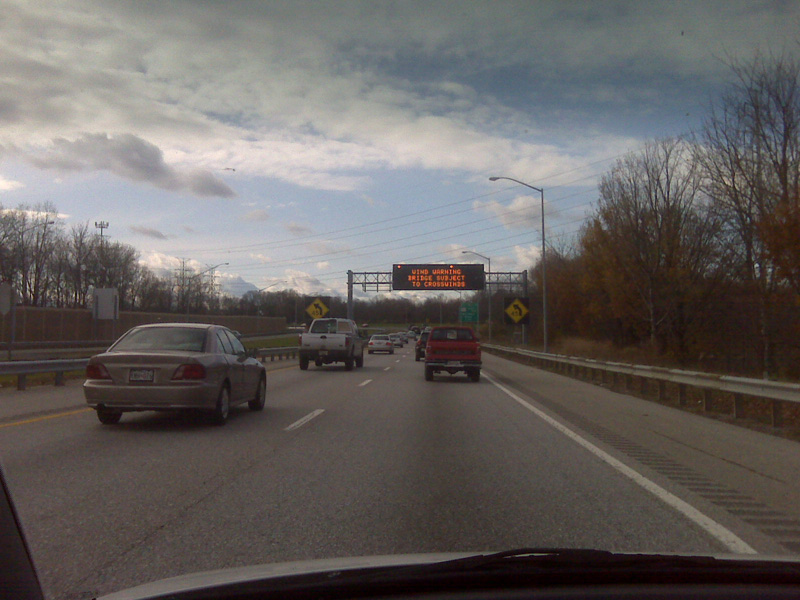 WIND WARNING
BRIDGE SUBJECT
TO CROSSWINDS